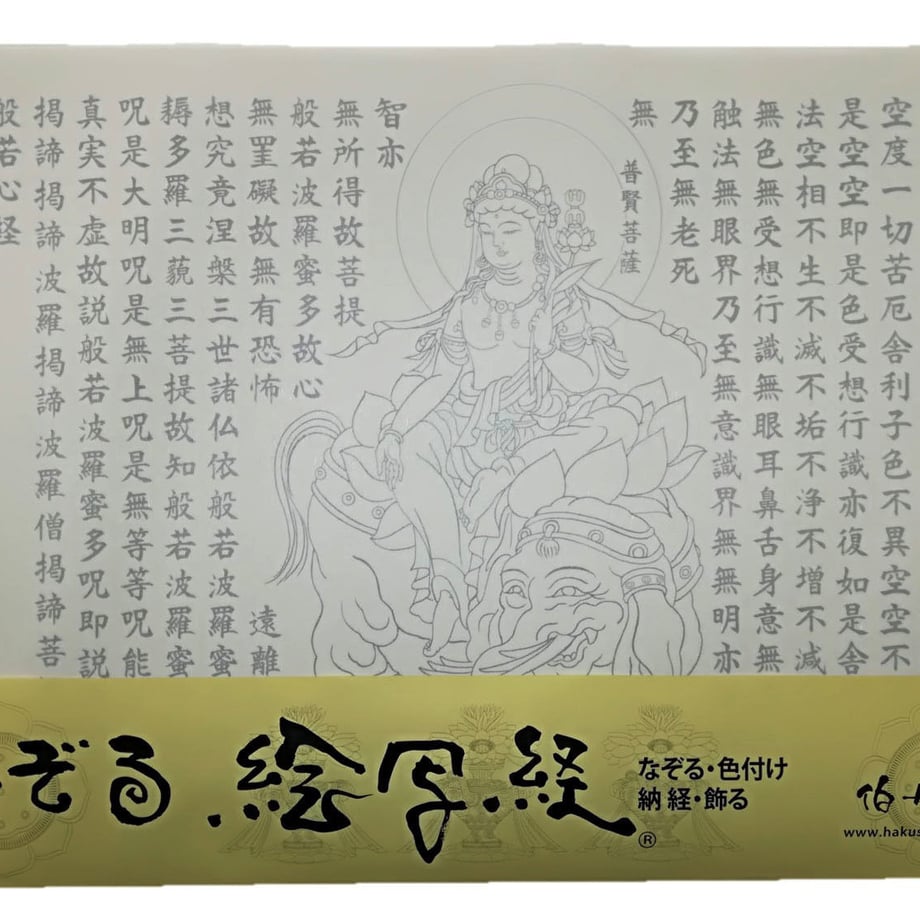 空度一切苦厄舎利子色不異空空不
是空空即是色受想行識亦復如是舎
法空相不生不滅不垢不浄不増不減
無色無受想行識無眼耳鼻舌身意無
触法無眼界乃至無意識界無無明亦
乃至無老死
無
普賢菩薩
智亦
無所得故菩提
般若波羅蜜多故心
無罣礙故無有恐怖 遠離
想究竟涅槃三世諸仏依般若波羅蜜
耨多羅三藐三菩提故知般若波羅蜜
呪是大明呪是無上呪是無等等呪能
真実不虚故説般若波羅蜜多呪即説
掲諦掲諦波羅掲諦波羅僧掲諦菩
般若心経
ぞる 絵写経®
なぞる・色付け
納経・飾る
伯
www.hakus